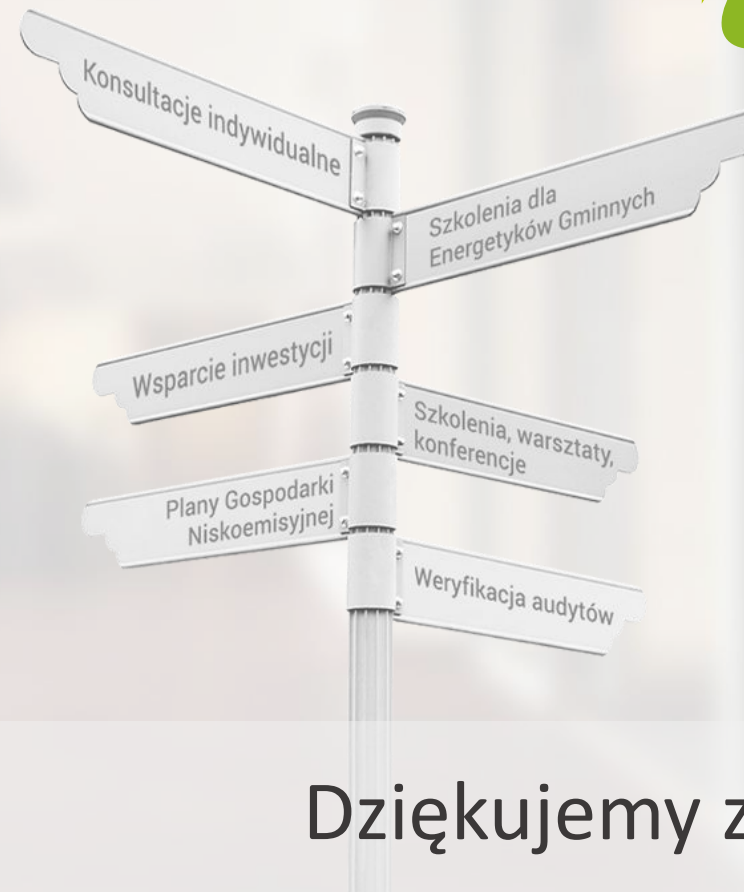 Konsultacje indywidualne
Szkolenia dla
Energetyków Gminnych
Wsparcie inwestycji
Szkolenia, warsztaty,
konferencje
Plany Gospodarki
Niskoemisyjnej
Weryfikacja audytów
Dziękujemy z